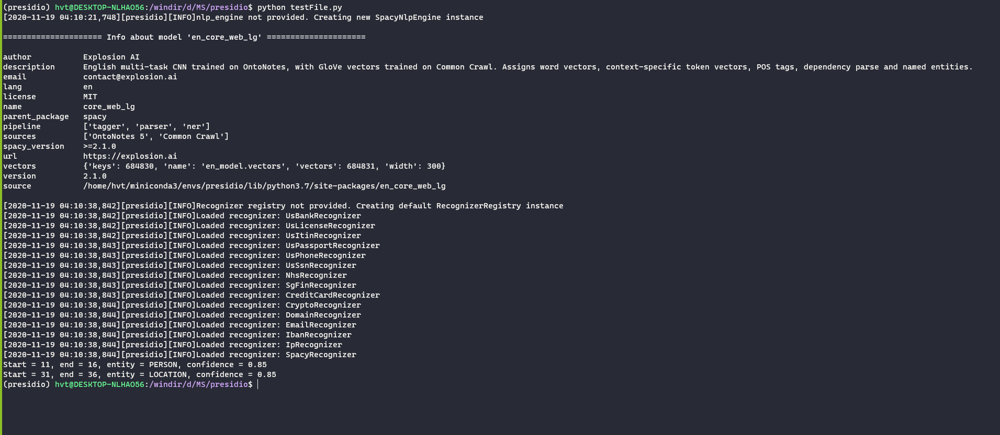 (presidio) hvt@DESKTOP-NLHAO56:/windir/d/MS/presidio$ python testFile.py
[2020-11-19 04:10:21,748][presidio][INFO]nlp_engine not provided. Creating new SpacyNlpEngine instance
===================== Info about model 'en_core_web_lg' =====================
author Explosion AI
description English multi-task CNN trained on OntoNotes, with GloVe vectors trained on Common Crawl. Assigns word vectors, context-specific token vectors, POS tags, dependency parse and named entities.
email contact@explosion.ai
lang en
license MIT
name core_web_lg
parent_package spacy
pipeline ['tagger', 'parser', 'ner']
sources ['OntoNotes 5', 'Common Crawl']
spacy_version >=2.1.0
url https://explosion.ai
vectors {'keys': 684830, 'name': 'en_model.vectors', 'vectors': 684831, 'width': 300}
version 2.1.0
source /home/hvt/miniconda3/envs/presidio/lib/python3.7/site-packages/en_core_web_lg
[2020-11-19 04:10:38,842][presidio][INFO]Recognizer registry not provided. Creating default RecognizerRegistry instance
[2020-11-19 04:10:38,842][presidio][INFO]Loaded recognizer: UsBankRecognizer
[2020-11-19 04:10:38,842][presidio][INFO]Loaded recognizer: UsLicenseRecognizer
[2020-11-19 04:10:38,842][presidio][INFO]Loaded recognizer: UsItinRecognizer
[2020-11-19 04:10:38,843][presidio][INFO]Loaded recognizer: UsPassportRecognizer
[2020-11-19 04:10:38,843][presidio][INFO]Loaded recognizer: UsPhoneRecognizer
[2020-11-19 04:10:38,843][presidio][INFO]Loaded recognizer: UsSsnRecognizer
[2020-11-19 04:10:38,843][presidio][INFO]Loaded recognizer: NhsRecognizer
[2020-11-19 04:10:38,843][presidio][INFO]Loaded recognizer: SgFinRecognizer
[2020-11-19 04:10:38,843][presidio][INFO]Loaded recognizer: CreditCardRecognizer
[2020-11-19 04:10:38,844][presidio][INFO]Loaded recognizer: CryptoRecognizer
[2020-11-19 04:10:38,844][presidio][INFO]Loaded recognizer: DomainRecognizer
[2020-11-19 04:10:38,844][presidio][INFO]Loaded recognizer: EmailRecognizer
[2020-11-19 04:10:38,844][presidio][INFO]Loaded recognizer: IbanRecognizer
[2020-11-19 04:10:38,844][presidio][INFO]Loaded recognizer: IpRecognizer
[2020-11-19 04:10:38,844][presidio][INFO]Loaded recognizer: SpacyRecognizer
Start = 11, end = 16, entity = PERSON, confidence = 0.85
Start = 31, end = 36, entity = LOCATION, confidence = 0.85
(presidio) hvt@DESKTOP-NLHAO56:/windir/d/MS/presidio$